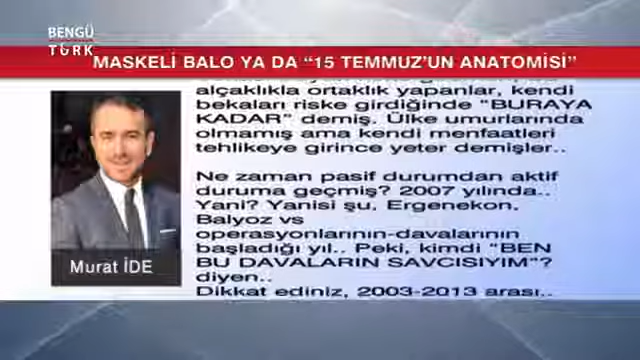 BENGÜ
TÜRK
MASKELİ BALO YA DA "15 TEMMUZ'UN ANATOMİSİ"
alçaklıkla ortaklık yapanlar, kendi
bekaları riske girdiğinde "BURAYA
KADAR" demiş. Ülke umurlarında
olmamış ama kendi menfaatleri
tehlikeye girince yeter demişler..
Ne zaman pasif durumdan aktif
duruma geçmiş? 2007 yılında..
Yani? Yanisi şu, Ergenekon,
Balyoz vs
operasyonlarının-davalarının
başladığı yıl.. Peki, kimdi "BEN
BU DAVALARIN SAVCISIYIM"?
diyen..
Dikkat ediniz, 2003-2013 arası..
Murat İDE